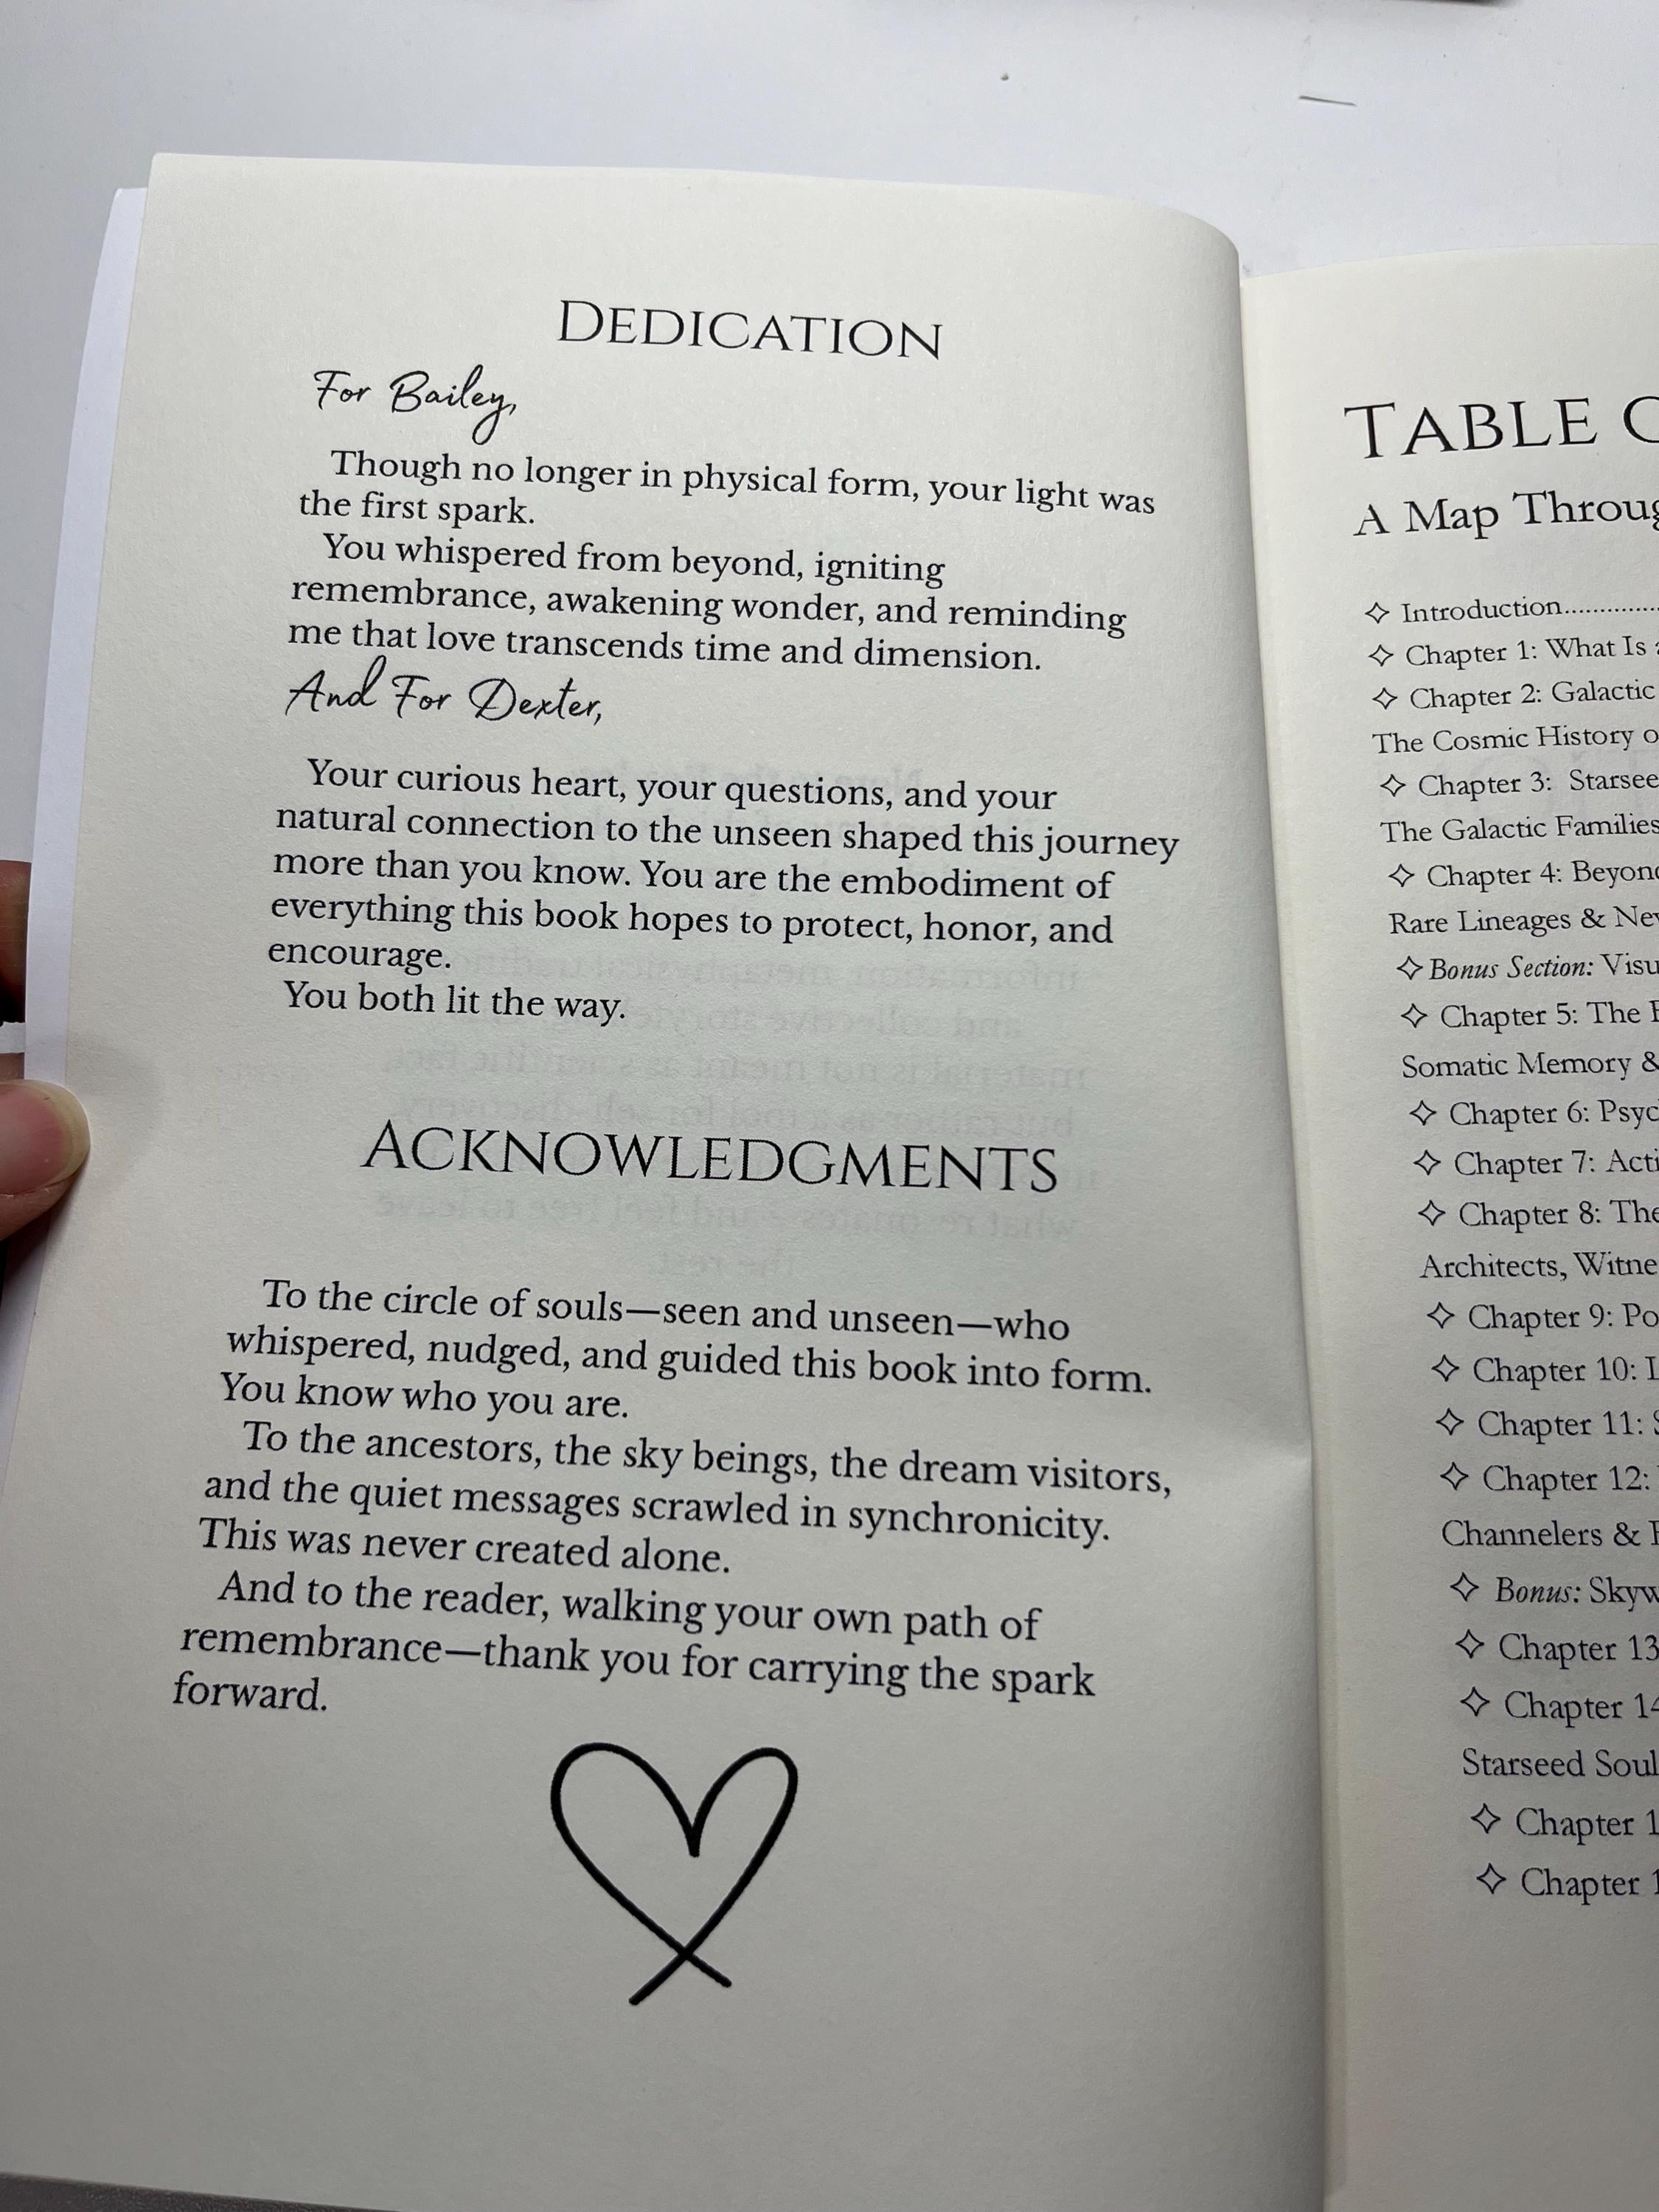 DEDICATION
For Bailey,
Though no longer in physical form, your light was
the first spark.
You whispered from beyond, igniting
remembrance, awakening wonder, and reminding
me that love transcends time and dimension.
And For Dexter,
Your curious heart, your questions, and your
natural connection to the unseen shaped this journey
more than you know. You are the embodiment of
everything this book hopes to protect, honor, and
encourage.
You both lit the way.
ACKNOWLEDGMENTS
To the circle of souls—seen and unseen—who
whispered, nudged, and guided this book into form.
You know who you are.
To the ancestors, the sky beings, the dream visitors,
and the quiet messages scrawled in synchronicity.
This was never created alone.
And to the reader, walking your own path of
remembrance—thank you for carrying the spark
forward.
TABLE
A Map
✧ Introduction..............
✧ Chapter 1: What Is
✧ Chapter 2: Galactic
The Cosmic History
✧ Chapter 3:
The Galactic Families
✧ Chapter 4:
Rare Lineages &
✧ Bonus Section:
✧ Chapter 5: The
Somatic Memory &
✧ Chapter 6:
✧ Chapter 7:
✧ Chapter 8: The
Architects,
✧ Chapter 9:
✧ Chapter 10:
✧ Chapter 11:
✧ Chapter 12:
Channelers &
✧ Bonus:
✧ Chapter 13
✧ Chapter
Starseed Soul
✧ Chapter
✧ Chapter